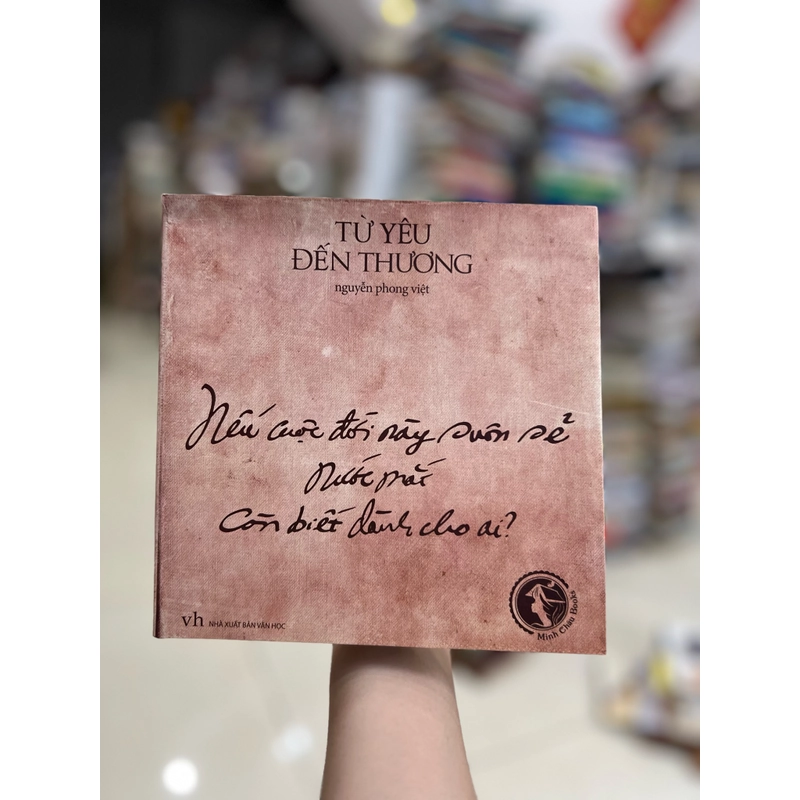 TỪ YÊU
ĐẾN THƯƠNG
nguyễn phong việt
Nếu cuộc đời này suôn sẻ
nước mắt
còn biết dành cho ai?
vh NHÀ XUẤT BẢN VĂN HỌC
Minh Châu Books